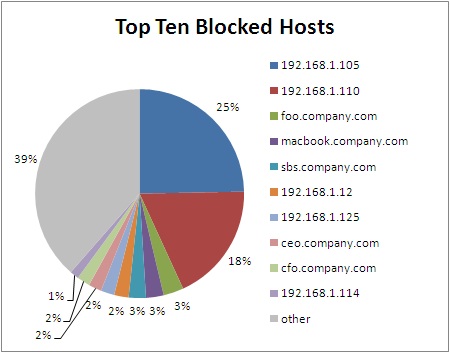 Top Ten Blocked Hosts
192.168.1.105
192.168.1.110
foo.company.com
macbook.company.com
sbs.company.com
192.168.1.12
192.168.1.125
ceo.company.com
cfo.company.com
192.168.1.114
other
25%
18%
3%
3%
3%
2%
2%
2%
2%
1%
39%